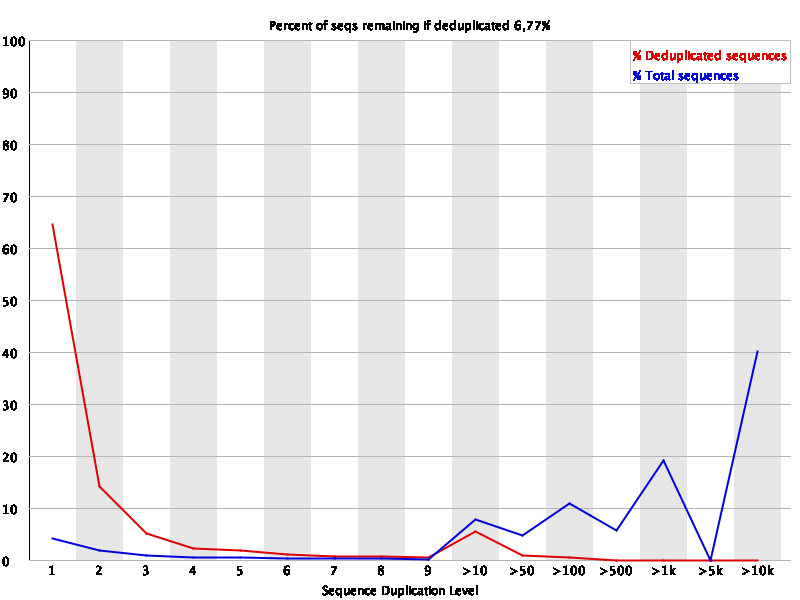 Percent of seqs remaining if deduplicated 6,77%
% Deduplicated sequences
% Total sequences
100
90
80
70
60
50
40
30
20
10
0
1 2 3 4 5 6 7 8 9 >10 >50 >100 >500 >1k >5k >10k
Sequence Duplication Level